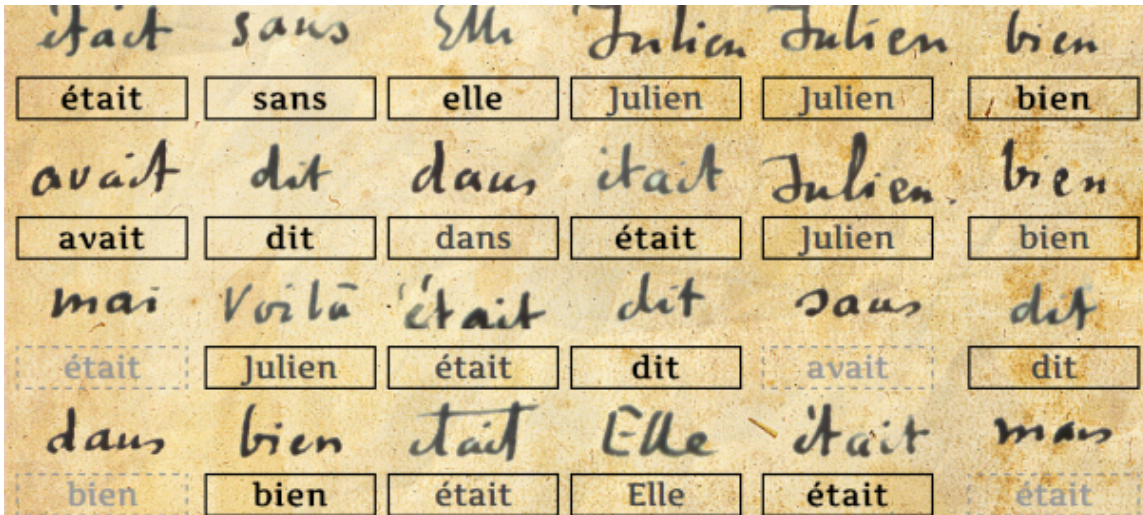 était sans Elle Julien Julien bien
était sans elle Julien Julien bien
avait dit dans était Julien. bien
avait dit dans était Julien bien
mai Voilà était dit sans dit
était Julien était dit avait dit
dans bien était Elle était mais
bien bien était Elle était était